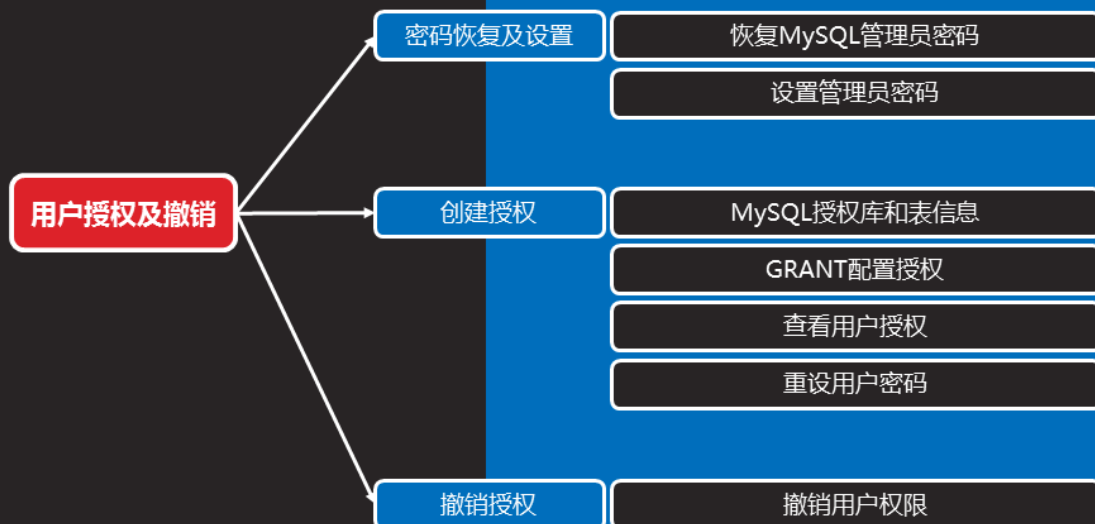 密码恢复及设置
恢复MySQL管理员密码
设置管理员密码
用户授权及撤销
创建授权
MySQL授权库和表信息
GRANT配置授权
查看用户授权
重设用户密码
撤销授权
撤销用户权限